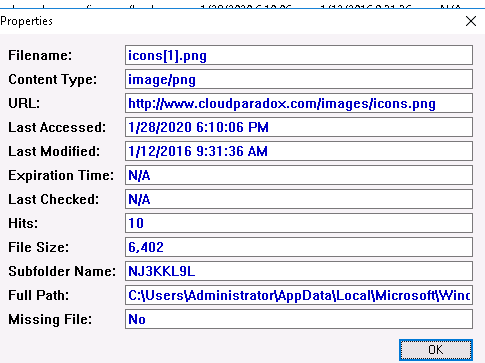 Properties
Filename: icons[1].png
Content Type: image/png
URL: http://www.cloudparadox.com/images/icons.png
Last Accessed: 1/28/2020 6:10:06 PM
Last Modified: 1/12/2016 9:31:36 AM
Expiration Time: N/A
Last Checked: N/A
Hits: 10
File Size: 6,402
Subfolder Name: NJ3KKL9L
Full Path: C:\Users\Administrator\AppData\Local\Microsoft\Wind
Missing File: No
OK